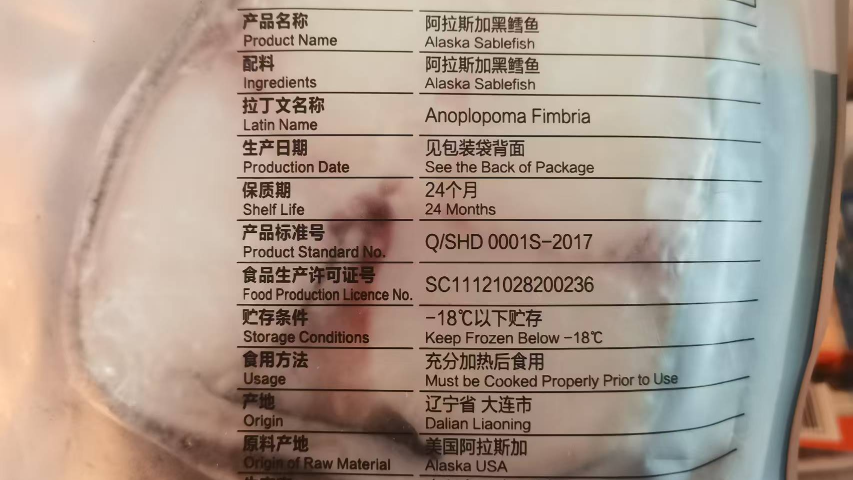 产品名称 阿拉斯加黑鳕鱼
Product Name Alaska Sablefish
配料 阿拉斯加黑鳕鱼
Ingredients Alaska Sablefish
拉丁文名称
Latin Name Anoplopoma Fimbria
生产日期 见包装袋背面
Production Date See the Back of Package
保质期 24个月
Shelf Life 24 Months
产品标准号
Product Standard No. Q/SHD 0001S-2017
食品生产许可证号
Food Production Licence No. SC11121028200236
贮存条件 -18℃以下贮存
Storage Conditions Keep Frozen Below -18℃
食用方法 充分加热后食用
Usage Must be Cooked Properly Prior to Use
产地 辽宁省 大连市
Origin Dalian Liaoning
原料产地 美国阿拉斯加
Origin of Raw Material Alaska USA